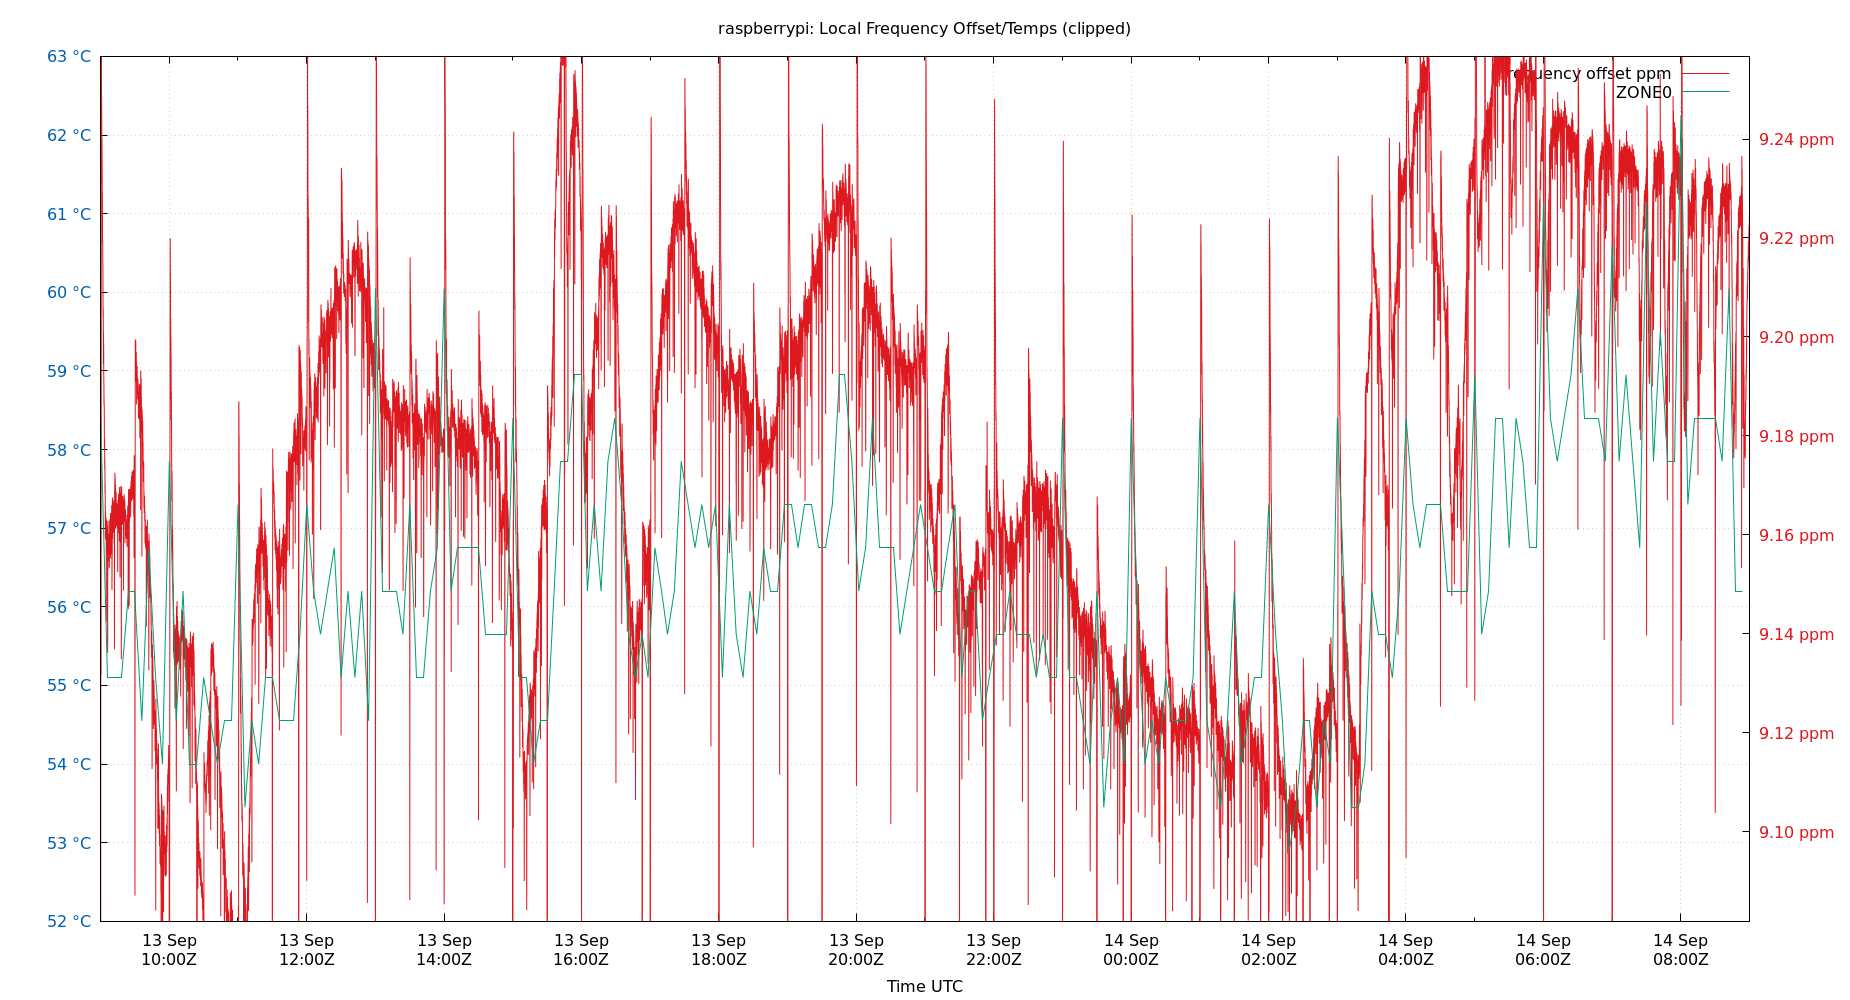 raspberrypi: Local Frequency Offset/Temps (clipped)
63 °C
62 °C
61 °C
60 °C
59 °C
58 °C
57 °C
56 °C
55 °C
54 °C
53 °C
52 °C
frequency offset ppm
ZONE0
9.24 ppm
9.22 ppm
9.20 ppm
9.18 ppm
9.16 ppm
9.14 ppm
9.12 ppm
9.10 ppm
13 Sep 13 Sep 13 Sep 13 Sep 13 Sep 13 Sep 13 Sep 14 Sep 14 Sep 14 Sep 14 Sep 14 Sep
10:00Z 12:00Z 14:00Z 16:00Z 18:00Z 20:00Z 22:00Z 00:00Z 02:00Z 04:00Z 06:00Z 08:00Z
Time UTC